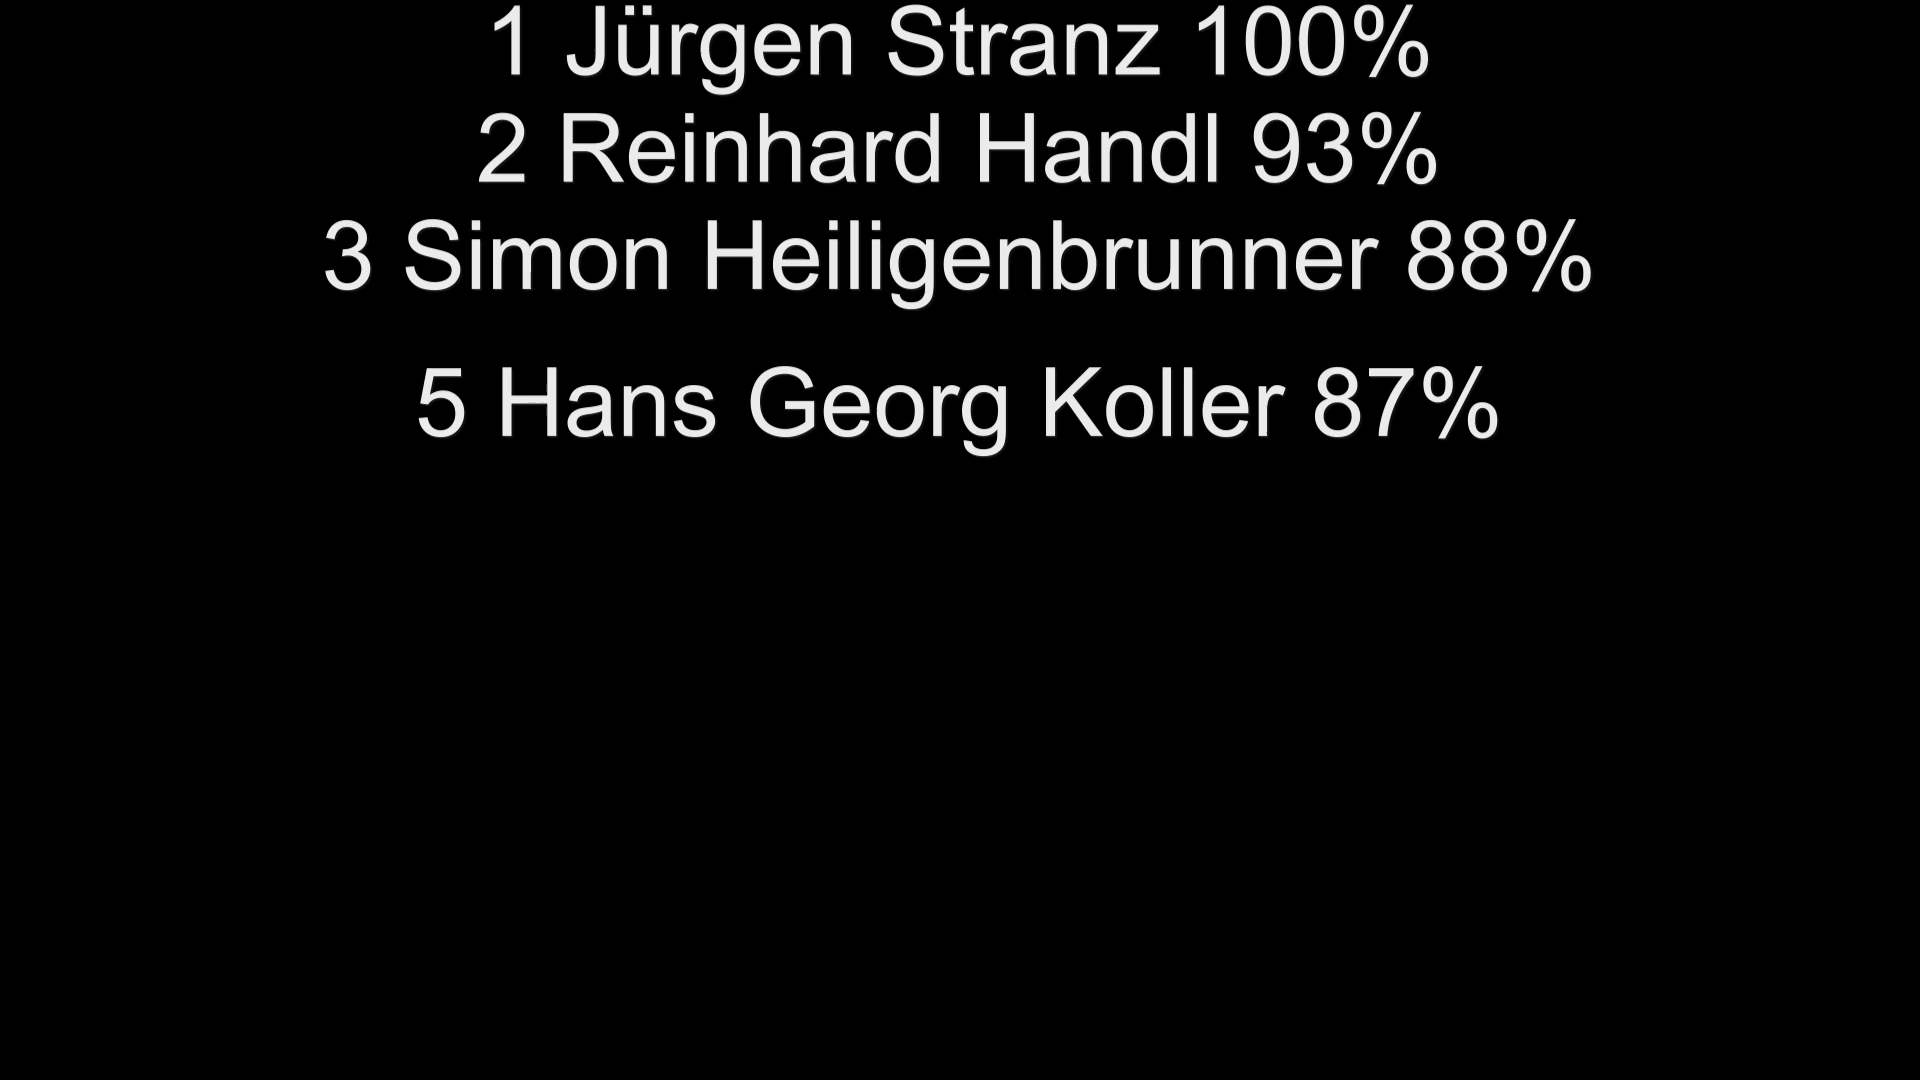 1 Jürgen Stranz 100%
2 Reinhard Handl 93%
3 Simon Heiligenbrunner 88%
5 Hans Georg Koller 87%